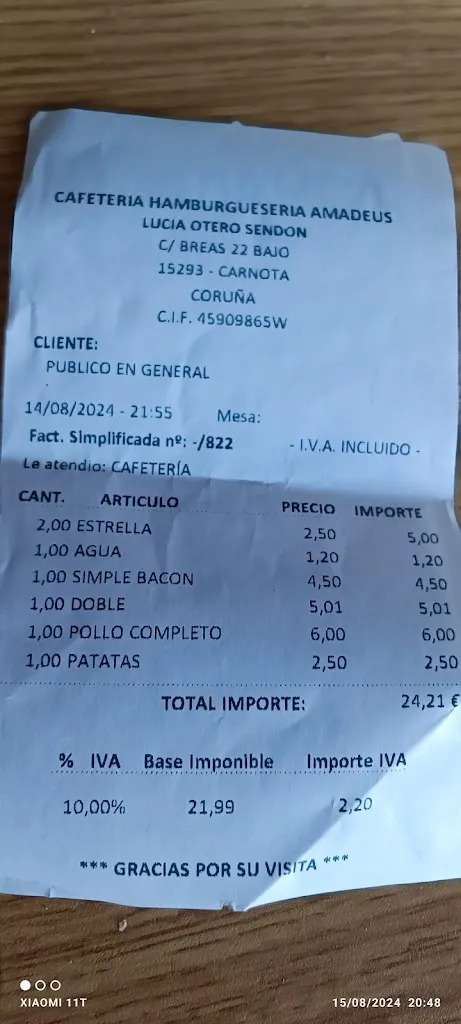 CAFETERIA HAMBURGUESERIA AMADEUS
LUCIA OTERO SENDON
C/ BREAS 22 BAJO
15293 - CARNOTA
CORUÑA
C.I.F. 45909865W
CLIENTE:
PUBLICO EN GENERAL
14/08/2024 - 21:55 Mesa:
Fact. Simplificada nº: -/822 - I.V.A. INCLUIDO -
Le atendio: CAFETERÍA
CANT. ARTICULO PRECIO IMPORTE
2,00 ESTRELLA 2,50 5,00
1,00 AGUA 1,20 1,20
1,00 SIMPLE BACON 4,50 4,50
1,00 DOBLE 5,01 5,01
1,00 POLLO COMPLETO 6,00 6,00
1,00 PATATAS 2,50 2,50
TOTAL IMPORTE: 24,21 €
% IVA Base Imponible Importe IVA
10,00% 21,99 2,20
*** GRACIAS POR SU VISITA ***
XIAOMI 11T 15/08/2024 20:48